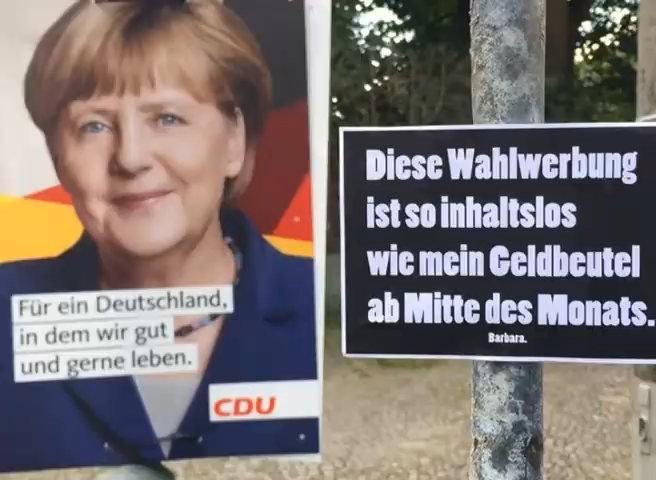 Für ein Deutschland,
in dem wir gut
und gerne leben.
CDU
Diese Wahlwerbung
ist so inhaltslos
wie mein Geldbeutel
ab Mitte des Monats.
Barbara.